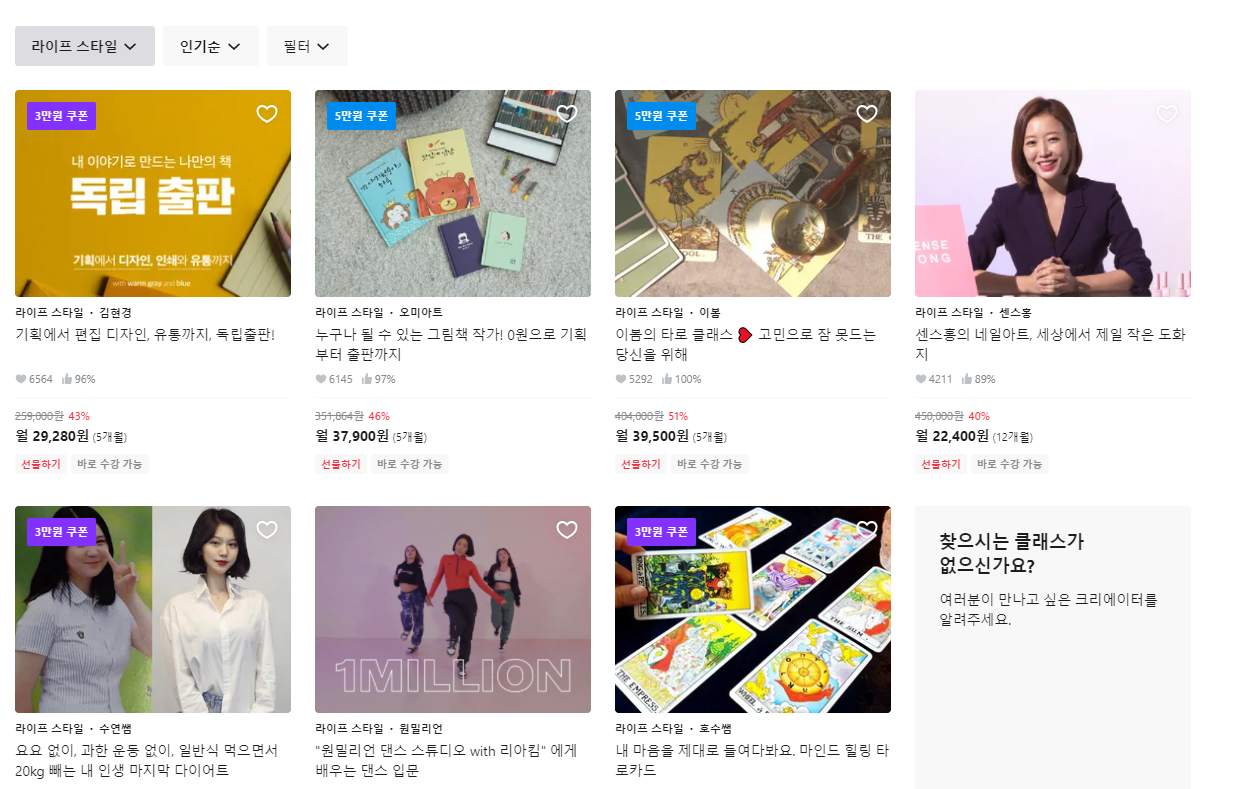 라이프 스타일
인기순
필터
3만원 쿠폰
내 이야기로 만드는 나만의 책
독립 출판
기획에서 디자인, 인쇄와 유통까지
with warm gray and blue
라이프 스타일 · 김현경
기획에서 편집 디자인, 유통까지, 독립출판!
6564 96%
259,000원 43%
월 29,280원 (5개월)
선물하기 바로 수강 가능
5만원 쿠폰
라이프 스타일 · 오미아트
누구나 될 수 있는 그림책 작가! 0원으로 기획
부터 출판까지
6145 97%
351,864원 46%
월 37,900원 (5개월)
선물하기 바로 수강 가능
5만원 쿠폰
라이프 스타일 · 이봄
이봄의 타로 클래스 ❥ 고민으로 잠 못드는
당신을 위해
5292 100%
404,000원 51%
월 39,500원 (5개월)
선물하기 바로 수강 가능
ENSE
ONG
라이프 스타일 · 센스홍
센스홍의 네일아트, 세상에서 제일 작은 도화
지
4211 89%
450,000원 40%
월 22,400원 (12개월)
선물하기 바로 수강 가능
3만원 쿠폰
라이프 스타일 · 수연쌤
요요 없이, 과한 운동 없이, 일반식 먹으면서
20kg 빼는 내 인생 마지막 다이어트
1MILLION
라이프 스타일 · 원밀리언
"원밀리언 댄스 스튜디오 with 리아킴" 에게
배우는 댄스 입문
3만원 쿠폰
THE SUN.
THE EMPRESS.
WHEEL
라이프 스타일 · 호수쌤
내 마음을 제대로 들여다봐요. 마인드 힐링 타
로카드
찾으시는 클래스가
없으신가요?
여러분이 만나고 싶은 크리에이터를
알려주세요.